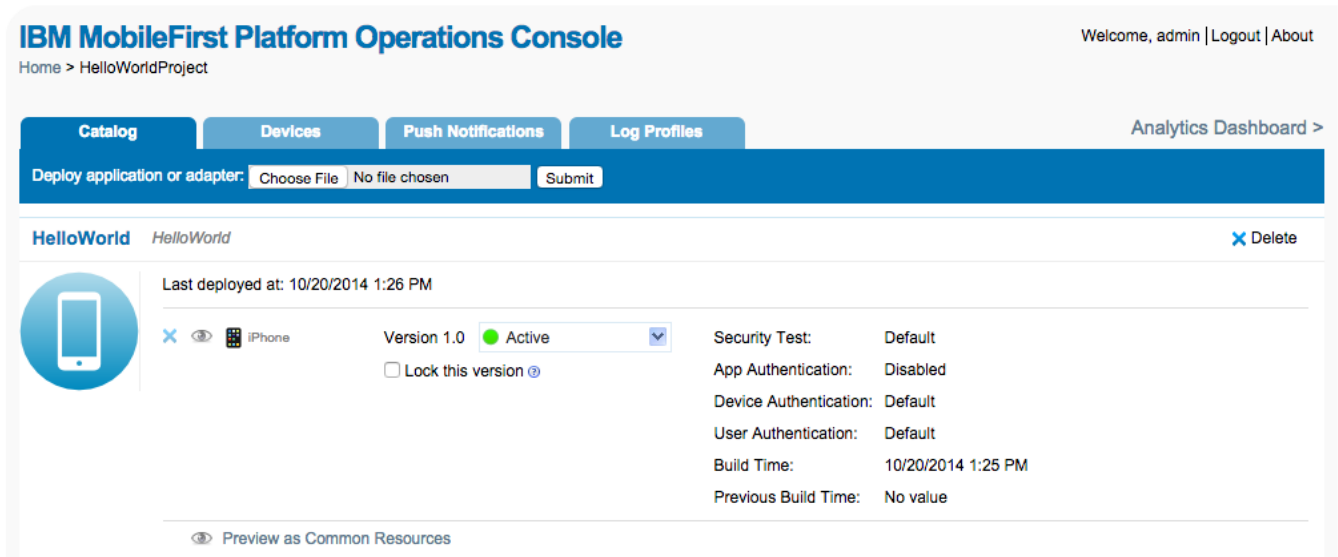 IBM MobileFirst Platform Operations Console
Welcome, admin | Logout | About
Home > HelloWorldProject
Catalog
Devices
Push Notifications
Log Profiles
Analytics Dashboard >
Deploy application or adapter: Choose File No file chosen Submit
HelloWorld HelloWorld
Delete
Last deployed at: 10/20/2014 1:26 PM
iPhone Version 1.0 Active Security Test: Default
Lock this version ? App Authentication: Disabled
Device Authentication: Default
User Authentication: Default
Build Time: 10/20/2014 1:25 PM
Previous Build Time: No value
Preview as Common Resources